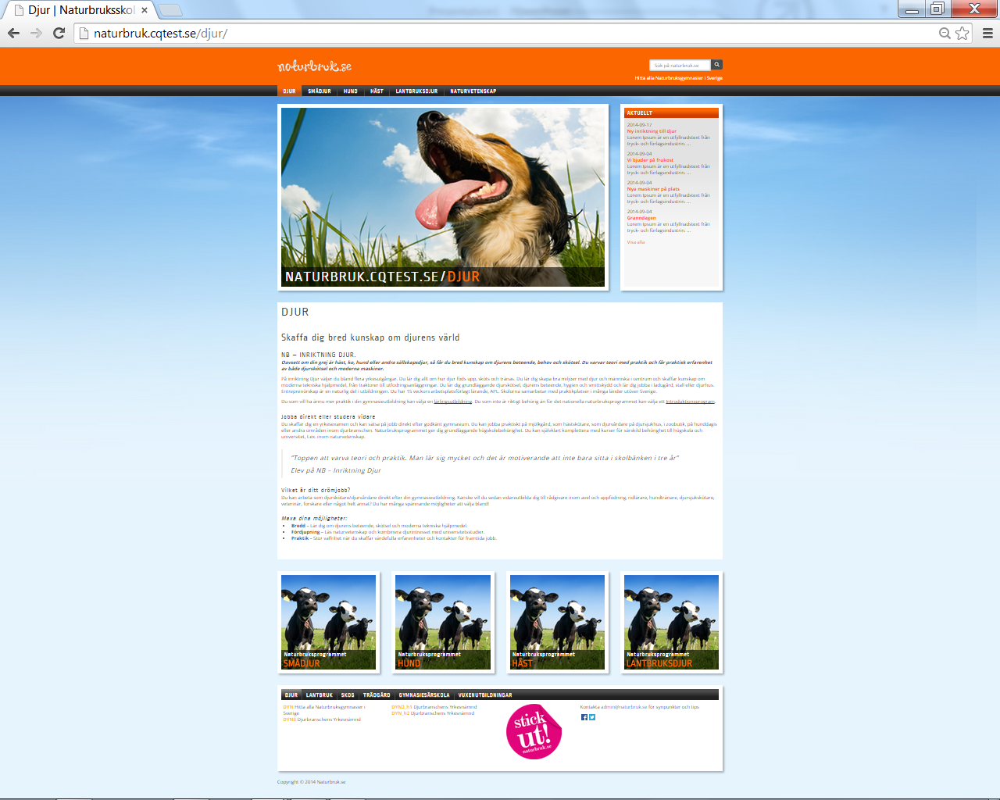 Djur | Naturbruksskol
naturbruk.cqtest.se/djur/
naturbruk.se
Sök på naturbruk.se
Hitta alla Naturbruksgymnasier i Sverige
DJUR SMÅDJUR HUND HÄST LANTBRUKSDJUR NATURVETENSKAP
NATURBRUK.CQTEST.SE/DJUR
AKTUELLT
2014-09-17
Ny inriktning till djur
Lorem Ipsum är en utfyllnadstext från
tryck- och förlagsindustrin. ...
2014-09-04
Vi bjuder på frukost
Lorem Ipsum är en utfyllnadstext från
tryck- och förlagsindustrin. ...
2014-09-04
Nya maskiner på plats
Lorem Ipsum är en utfyllnadstext från
tryck- och förlagsindustrin. ...
2014-09-04
Granndagen
Lorem Ipsum är en utfyllnadstext från
tryck- och förlagsindustrin. ...
Visa alla
DJUR
Skaffa dig bred kunskap om djurens värld
NB – INRIKTNING DJUR.
Oavsett om din grej är häst, ko, hund eller andra sällskapsdjur, så får du bred kunskap om djurens beteende, behov och skötsel. Du varvar teori med praktik och får praktisk erfarenhet
av både djurskötsel och moderna maskiner.
På inriktning Djur väljer du bland flera yrkesutgångar. Du lär dig allt om hur djur föds upp, sköts och tränas. Du lär dig skapa bra miljöer med djur och människa i centrum och skaffar kunskap om
moderna tekniska hjälpmedel, från traktorer till utfodringsanläggningar. Du lär dig grundläggande djurskötsel, djurens beteende, hygien och smittskydd och lär dig jobba i ladugård, stall eller djurhus.
Entreprenörskap är en naturlig del i utbildningen. Du har 15 veckors arbetsplatsförlagt lärande, APL. Skolorna samarbetar med praktikplatser i många länder utöver Sverige.
Du som vill ha ännu mer praktik i din gymnasieutbildning kan välja en lärlingsutbildning. Du som inte är riktigt behörig än för det nationella naturbruksprogrammet kan välja ett Introduktionsprogram.
Jobba direkt eller studera vidare
Du skaffar dig en yrkesexamen och kan satsa på jobb direkt efter godkänt gymnasium. Du kan jobba praktiskt på mjölkgård, som hästskötare, som djurvårdare på djursjukhus, i zoobutik, på hunddagis
eller andra områden inom djurbranschen. Naturbruksprogrammet ger dig grundläggande högskolebehörighet. Du kan självklart komplettera med kurser för särskild behörighet till högskola och
universitet, t.ex. inom naturvetenskap.
"Toppen att varva teori och praktik. Man lär sig mycket och det är motiverande att inte bara sitta i skolbänken i tre år"
Elev på NB – Inriktning Djur
Vilket är ditt drömjobb?
Du kan arbeta som djurskötare/djurvårdare direkt efter din gymnasieutbildning. Kanske vill du sedan vidareutbilda dig till rådgivare inom avel och uppfödning, ridlärare, hundtränare, djursjukskötare,
veterinär, forskare eller något helt annat? Du har många spännande möjligheter att välja bland!
Maxa dina möjligheter:
• Bredd – Lär dig om djurens beteende, skötsel och moderna tekniska hjälpmedel.
• Fördjupning – Läs naturvetenskap och kombinera djurintresset med universitetsstudier.
• Praktik – Stor valfrihet när du skaffar värdefulla erfarenheter och kontakter för framtida jobb.
Naturbruksprogrammet
SMÅDJUR
Naturbruksprogrammet
HUND
Naturbruksprogrammet
HÄST
Naturbruksprogrammet
LANTBRUKSDJUR
DJUR LANTBRUK SKOG TRÄDGÅRD GYMNASIESÄRSKOLA VUXENUTBILDNINGAR
DYN Hitta alla Naturbruksgymnasier i
Sverige
DYN3 Djurbranschens Yrkesnämnd
DYN2_h1 Djurbranschens Yrkesnämnd
DYN_h2 Djurbranschens Yrkesnämnd
stick
ut!
naturbruk.se
Kontakta admin@naturbruk.se för synpunkter och tips
Copyright © 2014 Naturbruk.se